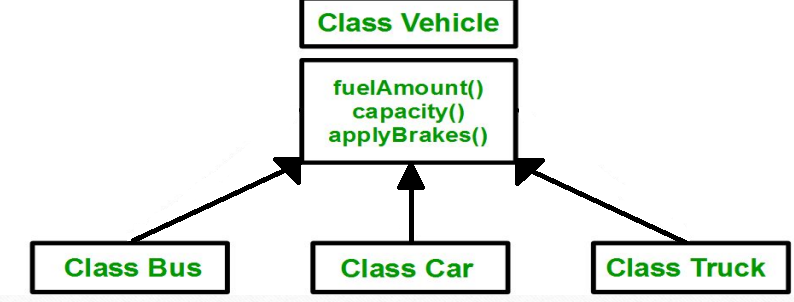 Class Vehicle
fuelAmount()
capacity()
applyBrakes()
Class Bus
Class Car
Class Truck